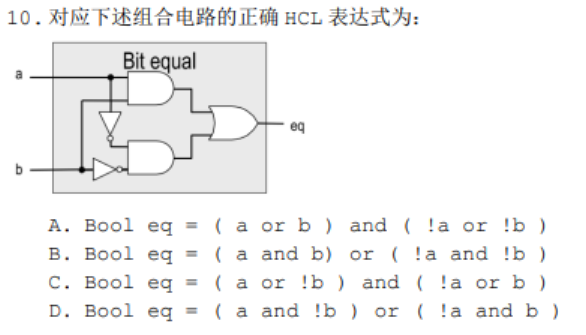 10.对应下述组合电路的正确 HCL 表达式为:
Bit equal
a
eq
b
A. Bool eq = ( a or b ) and ( !a or !b )
B. Bool eq = ( a and b) or ( !a and !b )
C. Bool eq = ( a or !b ) and ( !a or b )
D. Bool eq = ( a and !b ) or ( !a and b )